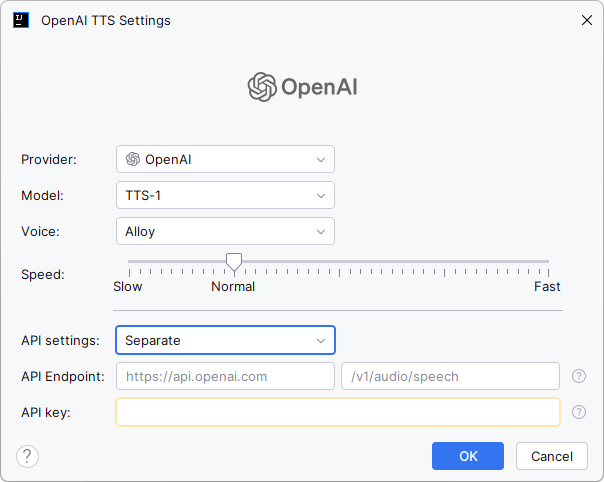 OpenAI TTS Settings
OpenAI
Provider: OpenAI
Model: TTS-1
Voice: Alloy
Speed:
Slow Normal Fast
API settings: Separate
API Endpoint: https://api.openai.com /v1/audio/speech ?
API key: ?
? OK Cancel